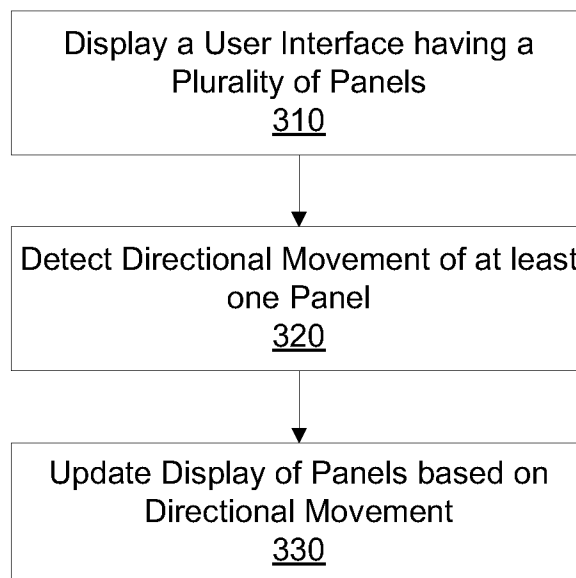 Display a User Interface having a
Plurality of Panels
310
Detect Directional Movement of at least
one Panel
320
Update Display of Panels based on
Directional Movement
330